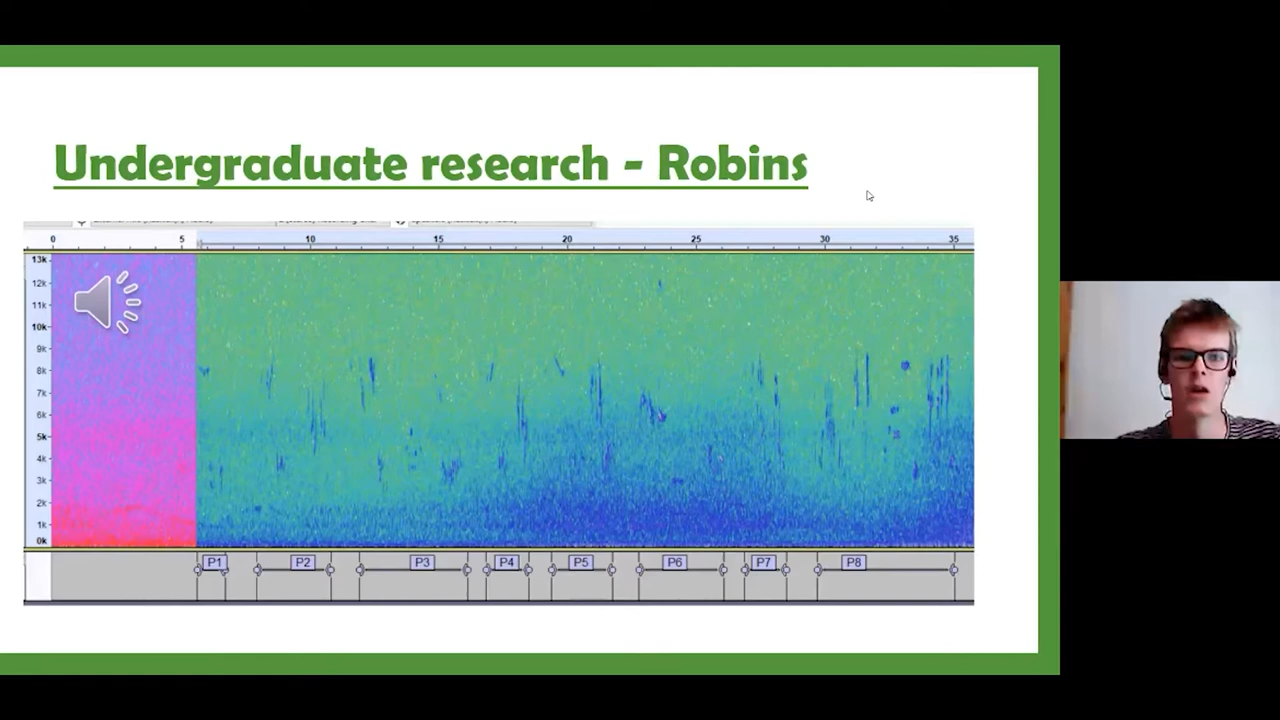 Undergraduate research - Robins
0 5 10 15 20 25 30 35
13k
12k
11k
10k
9k
8k
7k
6k
5k
4k
3k
2k
1k
0k
P1 P2 P3 P4 P5 P6 P7 P8